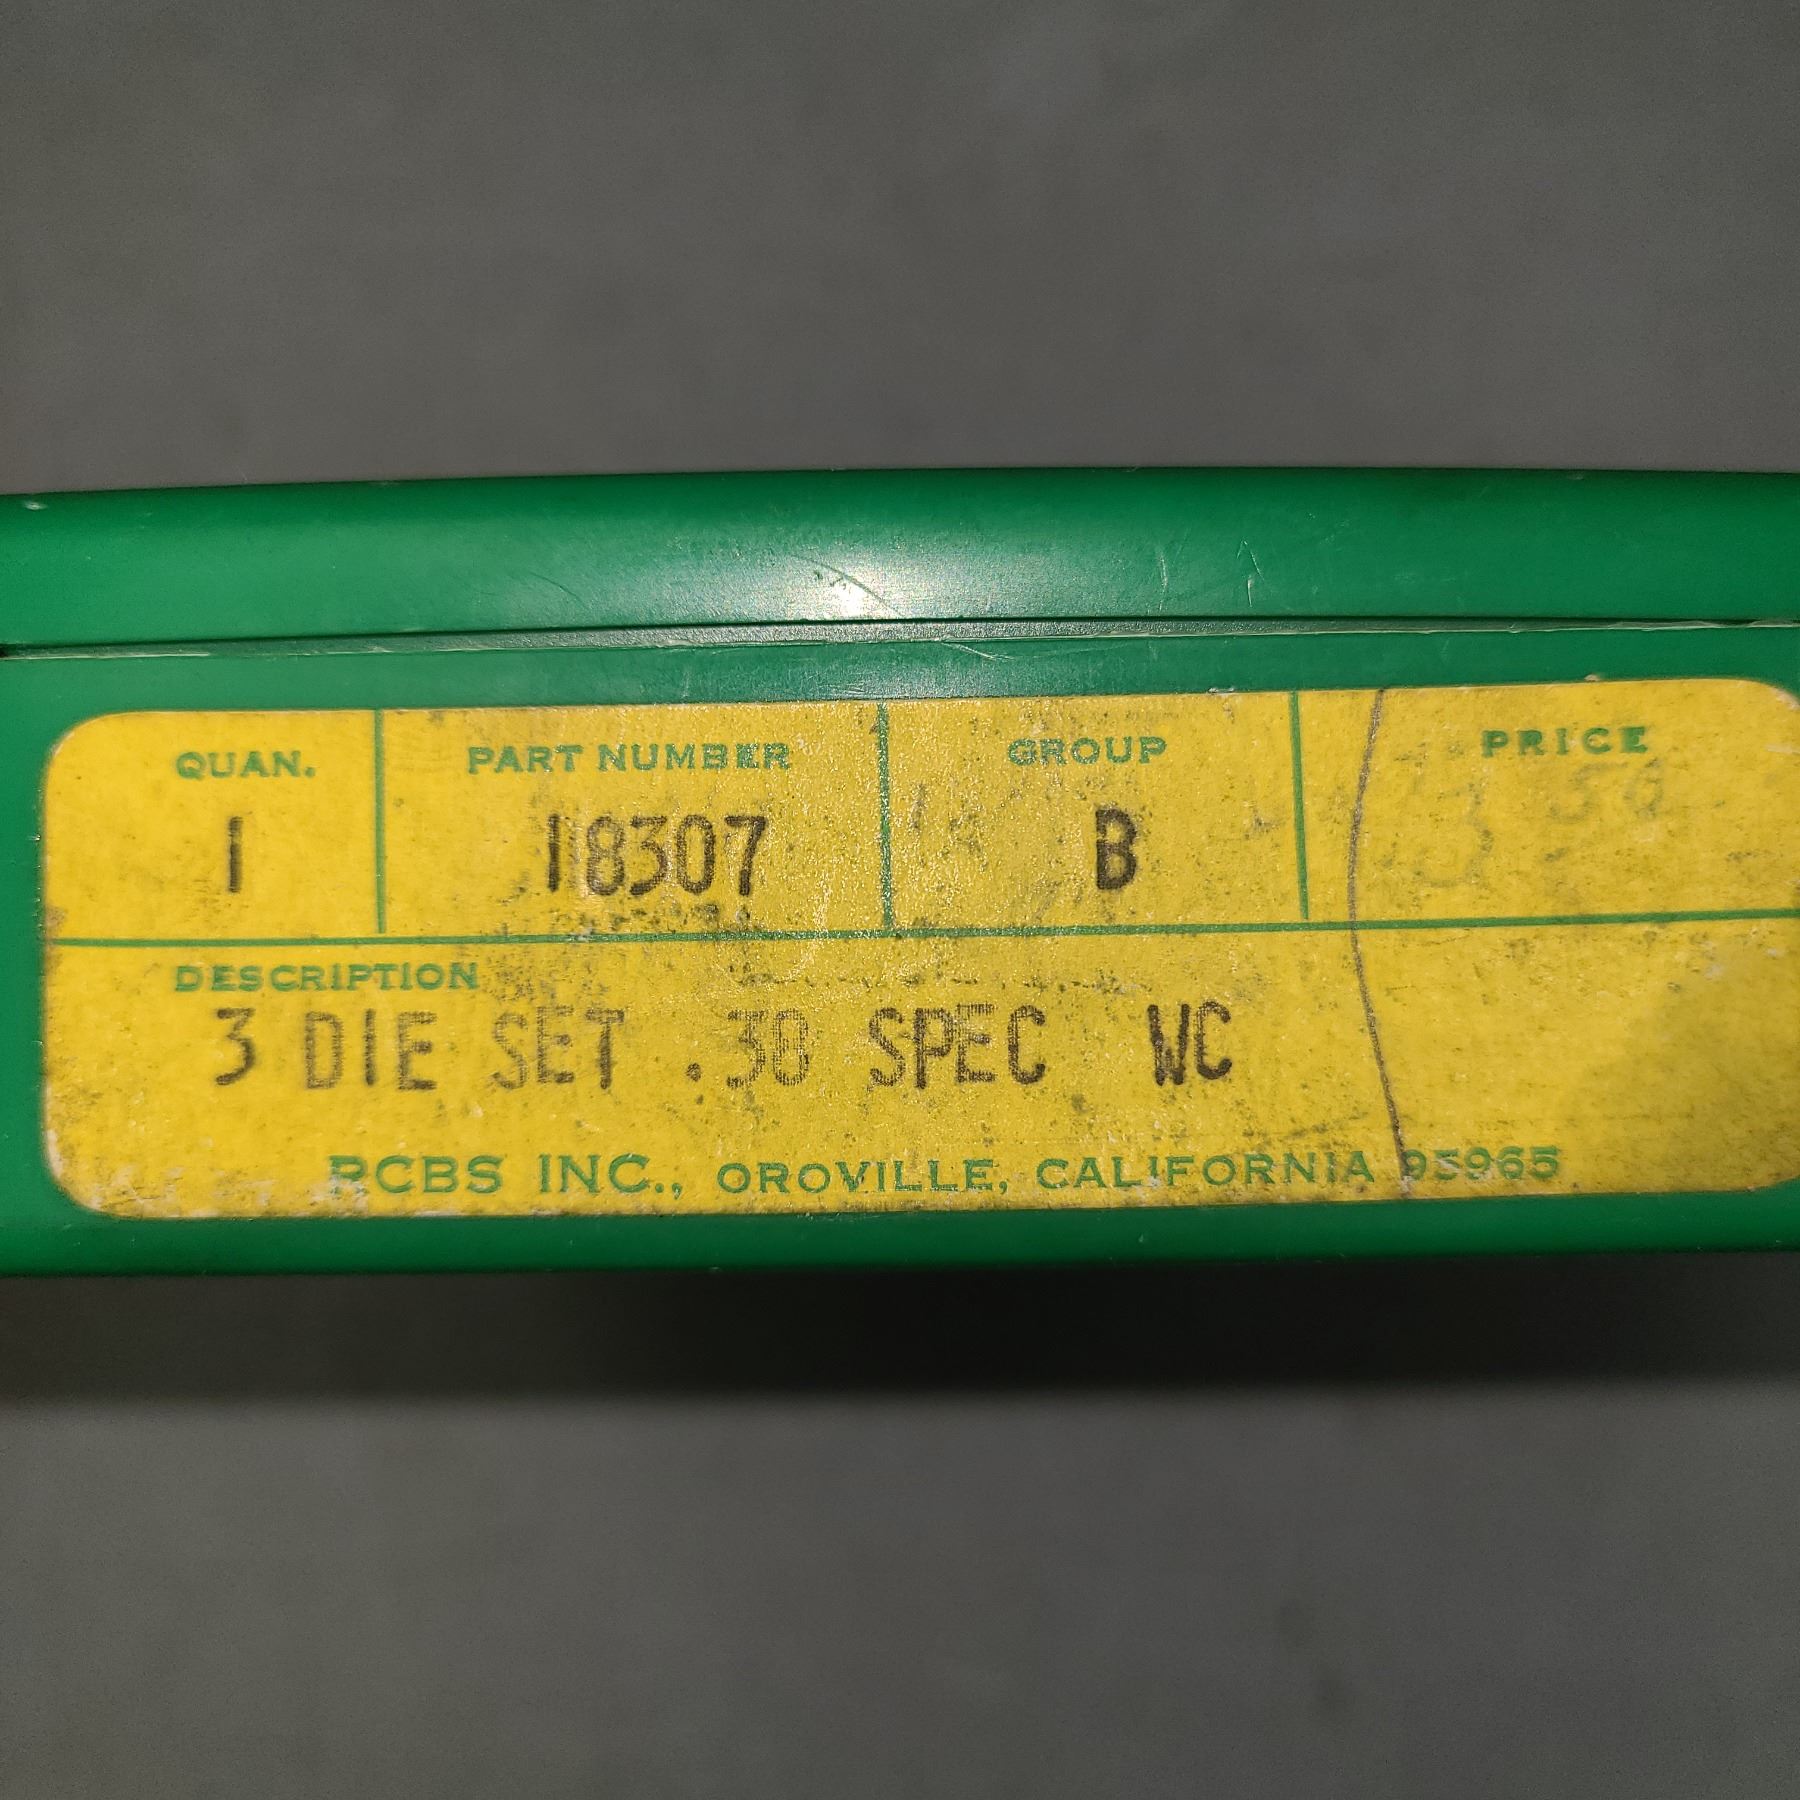 QUAN. PART NUMBER GROUP PRICE
1 18307 B
DESCRIPTION
3 DIE SET .38 SPEC WC
RCBS INC., OROVILLE, CALIFORNIA 95965